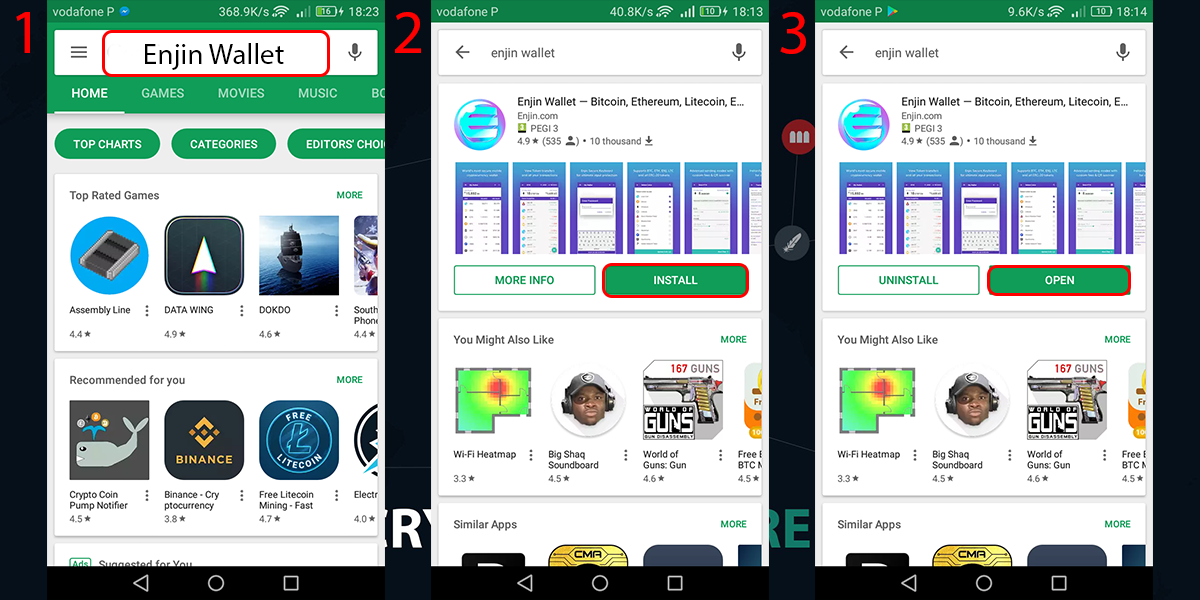 1
vodafone P 368.9K/s 16 18:23
Enjin Wallet
HOME GAMES MOVIES MUSIC BO
TOP CHARTS CATEGORIES EDITORS' CHOI
Top Rated Games MORE
Assembly Line DATA WING DOKDO South
Phone
4.4★ 4.9★ 4.6★ 4.4★
Recommended for you MORE
BINANCE
FREE
LITECOIN
Crypto Coin Binance - Cry Free Litecoin Electr
Pump Notifier ptocurrency Mining - Fast
4.5★ 3.8★ 4.7★ 4.0★
Ads Suggested for You
2
vodafone P 40.8K/s 10 18:13
enjin wallet
Enjin Wallet — Bitcoin, Ethereum, Litecoin, E...
Enjin.com
3 PEGI 3
4.9★ (535) • 10 thousand
MORE INFO INSTALL
You Might Also Like MORE
167 GUNS
WORLD OF
GUNS
GUN DISASSEMBLY
Fr
100
Wi-Fi Heatmap Big Shaq World of Free B
Soundboard Guns: Gun BTC M
3.3★ 4.5★ 4.6★ 4.5★
Similar Apps MORE
CMA
3
vodafone P 9.6K/s 10 18:14
enjin wallet
Enjin Wallet — Bitcoin, Ethereum, Litecoin, E...
Enjin.com
3 PEGI 3
4.9★ (535) • 10 thousand
UNINSTALL OPEN
You Might Also Like MORE
167 GUNS
WORLD OF
GUNS
GUN DISASSEMBLY
Fr
100
Wi-Fi Heatmap Big Shaq World of Free B
Soundboard Guns: Gun BTC M
3.3★ 4.5★ 4.6★ 4.5★
Similar Apps MORE
CMA
CRY RE